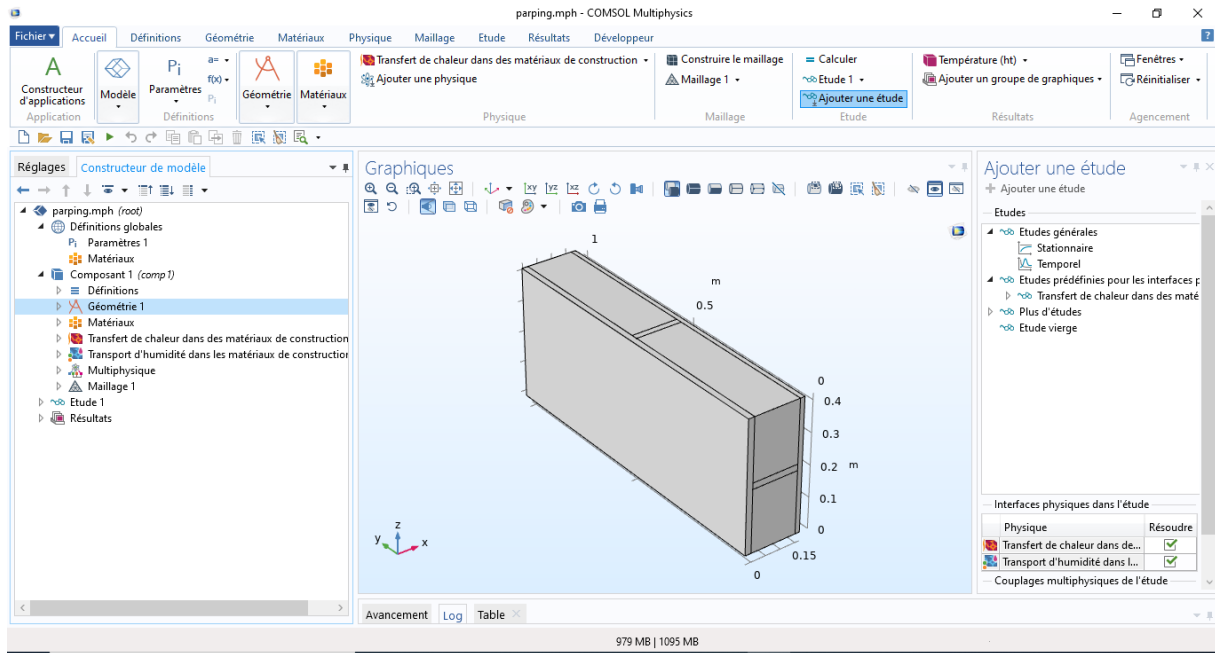 parping.mph - COMSOL Multiphysics
Fichier Accueil Définitions Géométrie Matériaux Physique Maillage Etude Résultats Développeur
A
Constructeur d'applications
Application
Modèle
Pi
Paramètres
a=
f(x)
Pi
Définitions
Géométrie
Matériaux
Transfert de chaleur dans des matériaux de construction
Ajouter une physique
Physique
Construire le maillage
Maillage 1
Maillage
= Calculer
Etude 1
Ajouter une étude
Etude
Température (ht)
Ajouter un groupe de graphiques
Résultats
Fenêtres
Réinitialiser
Agencement
Réglages Constructeur de modèle
parping.mph (root)
Définitions globales
Pi Paramètres 1
Matériaux
Composant 1 (comp1)
Définitions
Géométrie 1
Matériaux
Transfert de chaleur dans des matériaux de construction
Transport d'humidité dans les matériaux de construction
Multiphysique
Maillage 1
Etude 1
Résultats
Graphiques
xy yz xz
1
m
0.5
0
0.4
0.3
0.2 m
0.1
0
0.15
0
z
y
x
Avancement Log Table
Ajouter une étude
Ajouter une étude
Etudes
Etudes générales
Stationnaire
Temporel
Etudes prédéfinies pour les interfaces p
Transfert de chaleur dans des maté
Plus d'études
Etude vierge
Interfaces physiques dans l'étude
Physique Résoudre
Transfert de chaleur dans de...
Transport d'humidité dans l...
Couplages multiphysiques de l'étude
979 MB | 1095 MB